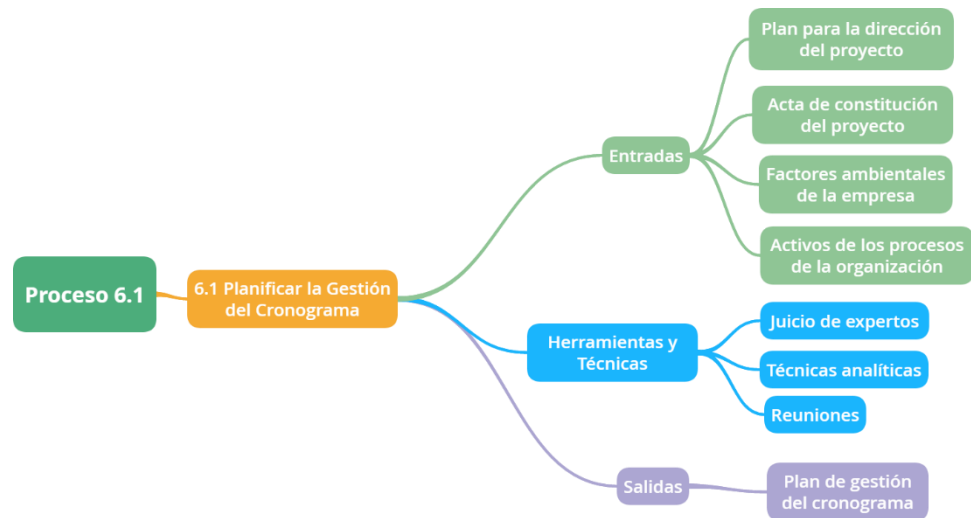 Proceso 6.1
6.1 Planificar la Gestión
del Cronograma
Entradas
Plan para la dirección
del proyecto
Acta de constitución
del proyecto
Factores ambientales
de la empresa
Activos de los procesos
de la organización
Herramientas y
Técnicas
Juicio de expertos
Técnicas analíticas
Reuniones
Salidas
Plan de gestión
del cronograma